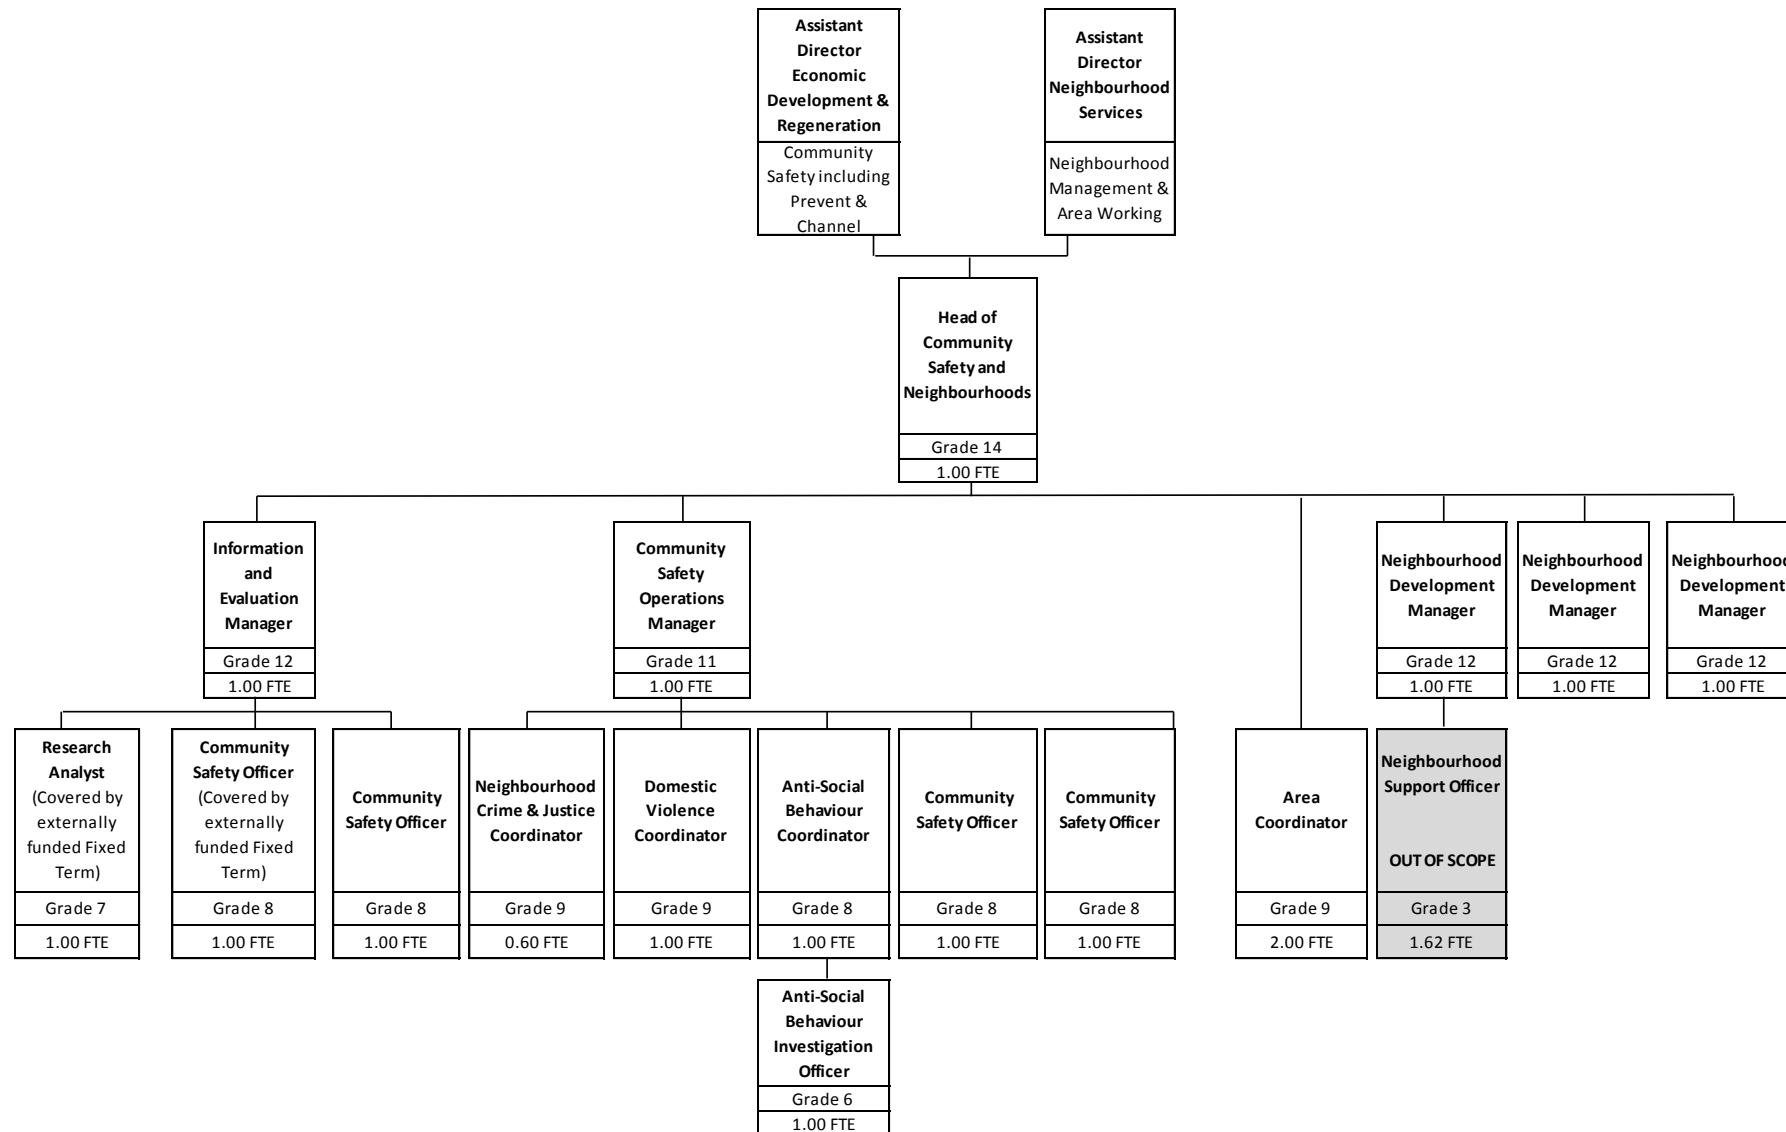 Assistant
Director
Economic
Development &
Regeneration
Community
Safety including
Prevent &
Channel
Assistant
Director
Neighbourhood
Services
Neighbourhood
Management &
Area Working
Head of
Community
Safety and
Neighbourhoods
Grade 14
1.00 FTE
Information
and
Evaluation
Manager
Grade 12
1.00 FTE
Community
Safety
Operations
Manager
Grade 11
1.00 FTE
Neighbourhood
Development
Manager
Grade 12
1.00 FTE
Neighbourhood
Development
Manager
Grade 12
1.00 FTE
Neighbourhood
Development
Manager
Grade 12
1.00 FTE
Research
Analyst
(Covered by
externally
funded Fixed
Term)
Grade 7
1.00 FTE
Community
Safety Officer
(Covered by
externally
funded Fixed
Term)
Grade 8
1.00 FTE
Community
Safety Officer
Grade 8
1.00 FTE
Neighbourhood
Crime & Justice
Coordinator
Grade 9
0.60 FTE
Domestic
Violence
Coordinator
Grade 9
1.00 FTE
Anti-Social
Behaviour
Coordinator
Grade 8
1.00 FTE
Community
Safety Officer
Grade 8
1.00 FTE
Community
Safety Officer
Grade 8
1.00 FTE
Area
Coordinator
Grade 9
2.00 FTE
Neighbourhood
Support Officer
OUT OF SCOPE
Grade 3
1.62 FTE
Anti-Social
Behaviour
Investigation
Officer
Grade 6
1.00 FTE